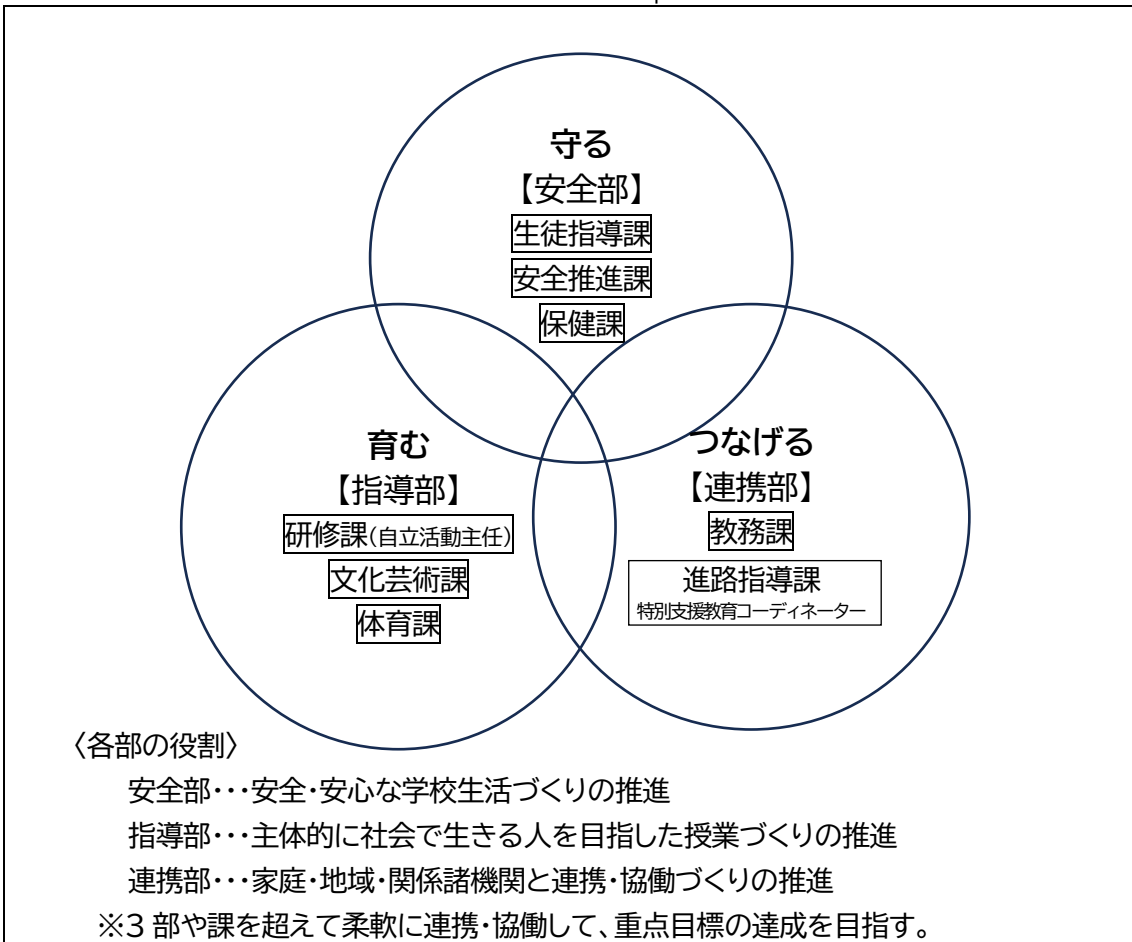 守る
【安全部】
生徒指導課
安全推進課
保健課
育む
【指導部】
研修課(自立活動主任)
文化芸術課
体育課
つなげる
【連携部】
教務課
進路指導課
特別支援教育コーディネーター
〈各部の役割〉
安全部・・・安全・安心な学校生活づくりの推進
指導部・・・主体的に社会で生きる人を目指した授業づくりの推進
連携部・・・家庭・地域・関係諸機関と連携・協働づくりの推進
※3 部や課を超えて柔軟に連携・協働して、重点目標の達成を目指す。